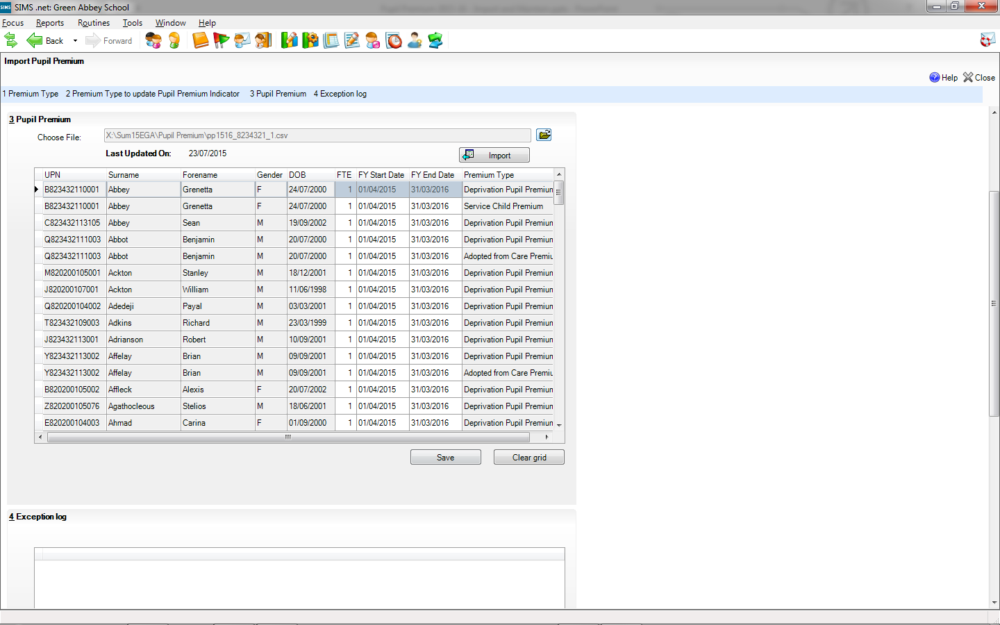 SIMS SIMS .net: Green Abbey School
Focus Reports Routines Tools Window Help
Back Forward
Import Pupil Premium
Help Close
1 Premium Type 2 Premium Type to update Pupil Premium Indicator 3 Pupil Premium 4 Exception log
3 Pupil Premium
Choose File: X:\Sum15EGA\Pupil Premium\pp1516_8234321_1.csv
Last Updated On: 23/07/2015 Import
UPN Surname Forename Gender DOB FTE FY Start Date FY End Date Premium Type
B823432110001 Abbey Grenetta F 24/07/2000 1 01/04/2015 31/03/2016 Deprivation Pupil Premium
B823432110001 Abbey Grenetta F 24/07/2000 1 01/04/2015 31/03/2016 Service Child Premium
C823432113105 Abbey Sean M 19/09/2002 1 01/04/2015 31/03/2016 Deprivation Pupil Premium
Q823432111003 Abbot Benjamin M 20/07/2000 1 01/04/2015 31/03/2016 Deprivation Pupil Premium
Q823432111003 Abbot Benjamin M 20/07/2000 1 01/04/2015 31/03/2016 Adopted from Care Premiu
M820200105001 Ackton Stanley M 18/12/2001 1 01/04/2015 31/03/2016 Deprivation Pupil Premium
J820200107001 Ackton William M 11/06/1998 1 01/04/2015 31/03/2016 Deprivation Pupil Premium
Q820200104002 Adedeji Payal M 03/03/2001 1 01/04/2015 31/03/2016 Deprivation Pupil Premium
T823432109003 Adkins Richard M 23/03/1999 1 01/04/2015 31/03/2016 Deprivation Pupil Premium
J823432113001 Adrianson Robert M 10/09/2001 1 01/04/2015 31/03/2016 Deprivation Pupil Premium
Y823432113002 Affelay Brian M 09/09/2001 1 01/04/2015 31/03/2016 Deprivation Pupil Premium
Y823432113002 Affelay Brian M 09/09/2001 1 01/04/2015 31/03/2016 Adopted from Care Premiu
B820200105002 Affleck Alexis F 20/07/2002 1 01/04/2015 31/03/2016 Deprivation Pupil Premium
Z820200105076 Agathocleous Stelios M 18/06/2001 1 01/04/2015 31/03/2016 Deprivation Pupil Premium
E820200104003 Ahmad Carina F 01/09/2000 1 01/04/2015 31/03/2016 Deprivation Pupil Premium
Save Clear grid
4 Exception log